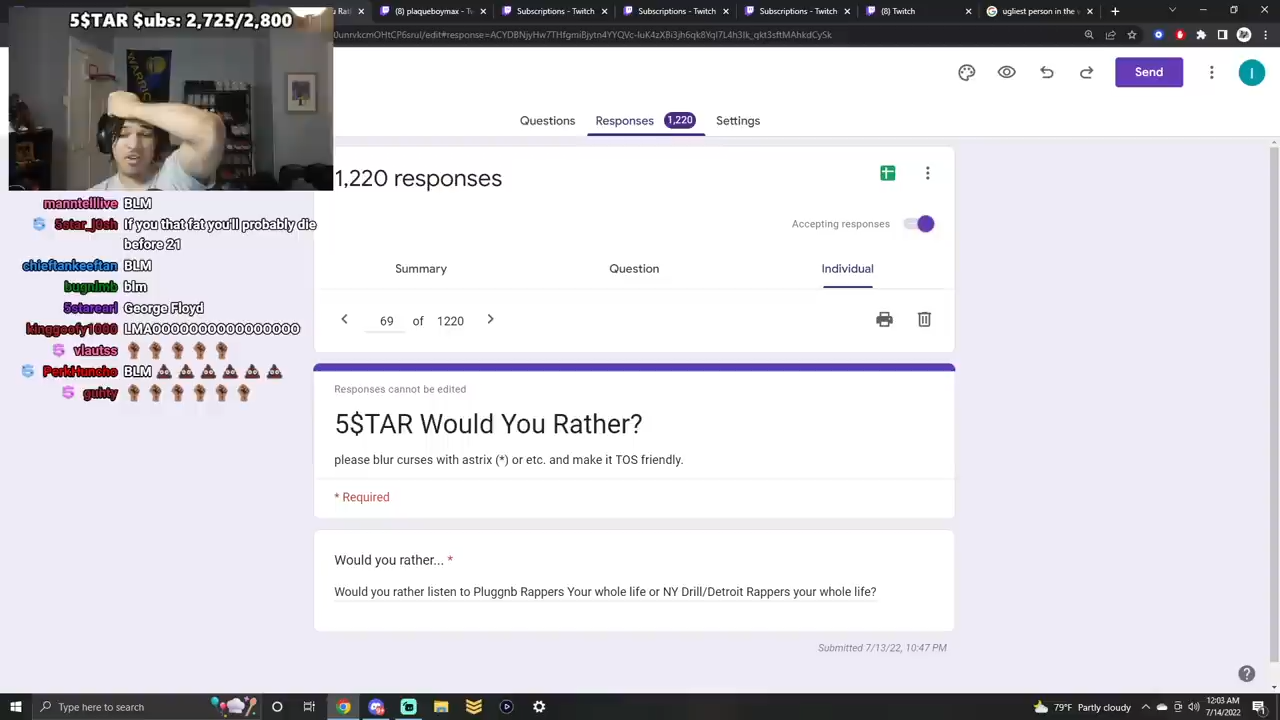 5$TAR $ubs: 2,725/2,800
plaqueboymax - T
Subscriptions - Twitch
Subscriptions - Twitch
Subscriptions - Twitch
(8) Twitch
ugliest person in the
Send
I
Questions
Responses
1,220
Settings
1,220 responses
Accepting responses
Summary
Question
Individual
69 of 1220
WARRIO
manntelllive BLM
5star_j0sh If you that fat you'll probably die
before 21
chieftankeeftan BLM
bugnimb blm
5starearl George Floyd
kinggoofy1000 LMAOOOOOOOOOOOOOOOO
vlautss ✊🏾 ✊🏾 ✊🏾 ✊🏾 ✊🏾
PerkHuncho BLM 💩 💩 💩 💩 💩 💩
guhty ✊🏾 ✊🏾 ✊🏾 ✊🏾 ✊🏾 ✊🏾
Responses cannot be edited
5$TAR Would You Rather?
please blur curses with astrix (*) or etc. and make it TOS friendly.
* Required
Would you rather... *
Would you rather listen to Pluggnb Rappers Your whole life or NY Drill/Detroit Rappers your whole life?
Submitted 7/13/22, 10:47 PM
Type here to search
79°F Partly cloudy
12:03 AM
7/14/2022